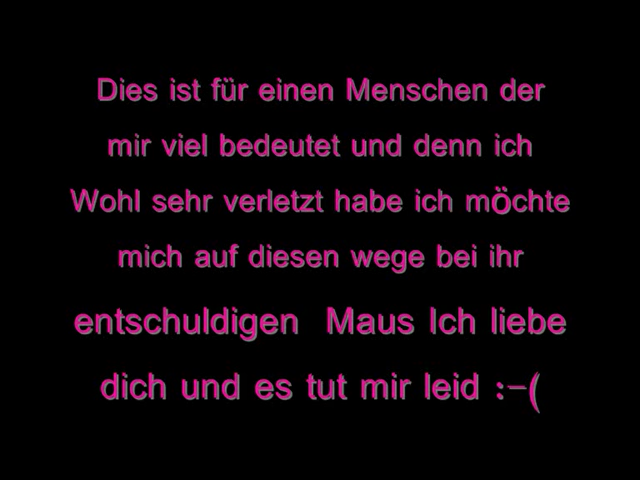 Dies ist für einen Menschen der
mir viel bedeutet und denn ich
Wohl sehr verletzt habe ich möchte
mich auf diesen wege bei ihr
entschuldigen Maus Ich liebe
dich und es tut mir leid :-(